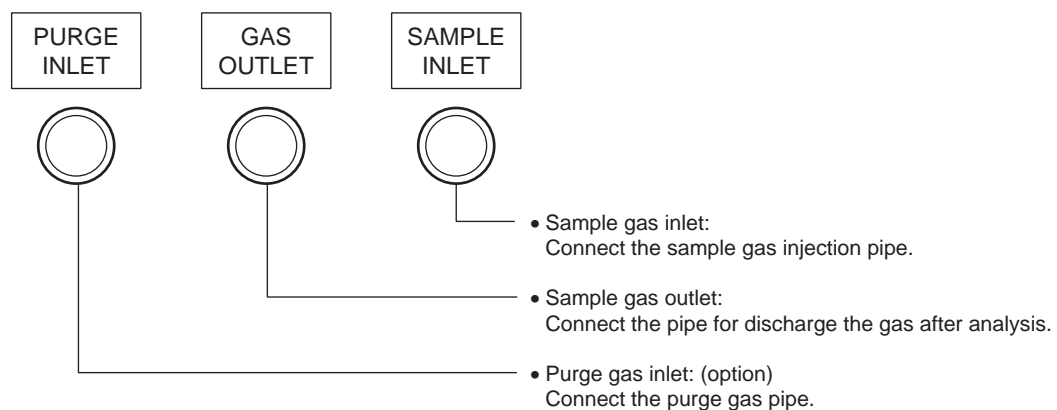 PURGE
INLET
GAS
OUTLET
SAMPLE
INLET
• Sample gas inlet:
Connect the sample gas injection pipe.
• Sample gas outlet:
Connect the pipe for discharge the gas after analysis.
• Purge gas inlet: (option)
Connect the purge gas pipe.